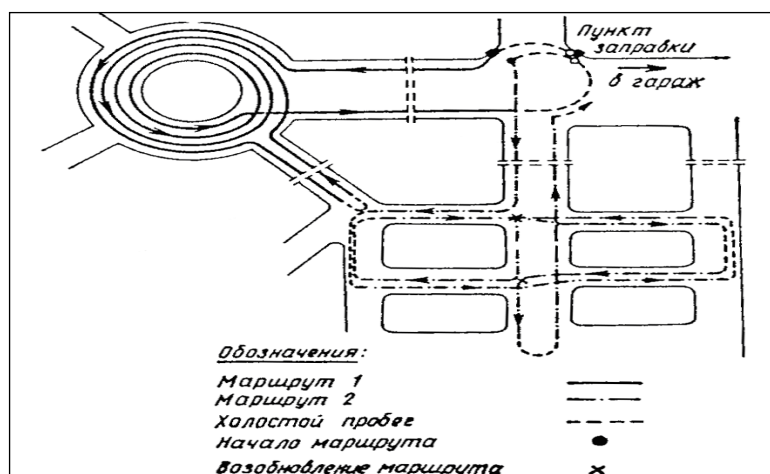 Пункт
заправки
в гараж
Обозначения:
Маршрут 1
Маршрут 2
Холостой пробег
Начало маршрута
Возобновление маршрута